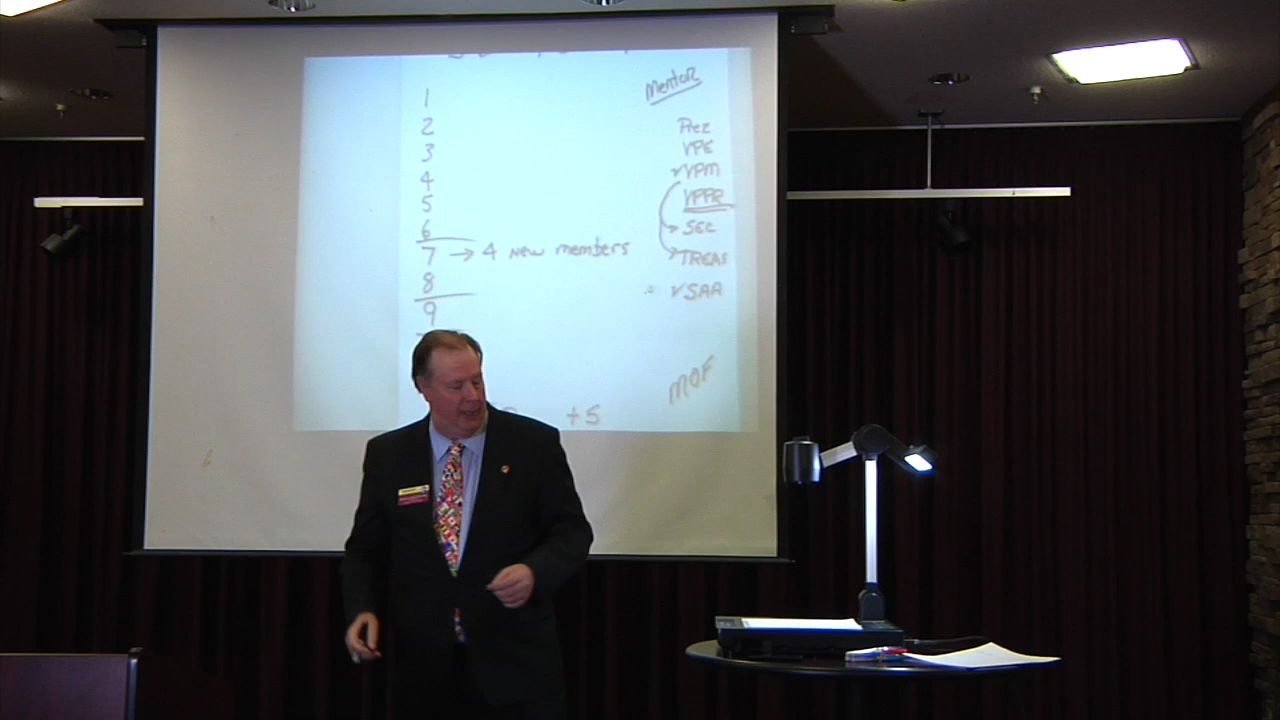 Mentor
1
2
3
4
5
6
7 → 4 New members
8
9
+5
Prez
VPE
✓VPM
VPPR
→ SEC
→ TREAS
✓SAA
MOF